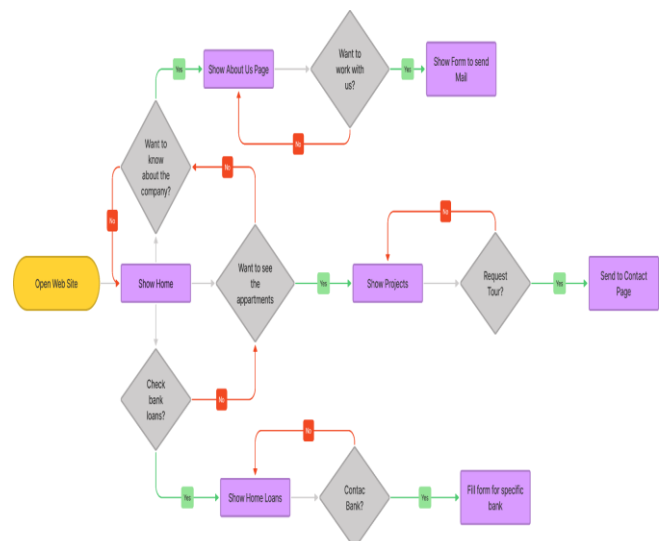 Want to
work with
us?
Show About Us Page
Yes
Yes
Show Form to send
Mail
No
Want to
know
about the
company?
No
No
No
Open Web Site
Show Home
Want to see
the
appartments
Yes
Show Projects
Request
Tour?
Yes
Send to Contact
Page
Check
bank
loans?
No
No
Yes
Show Home Loans
Contac
Bank?
Yes
Fill form for specific
bank